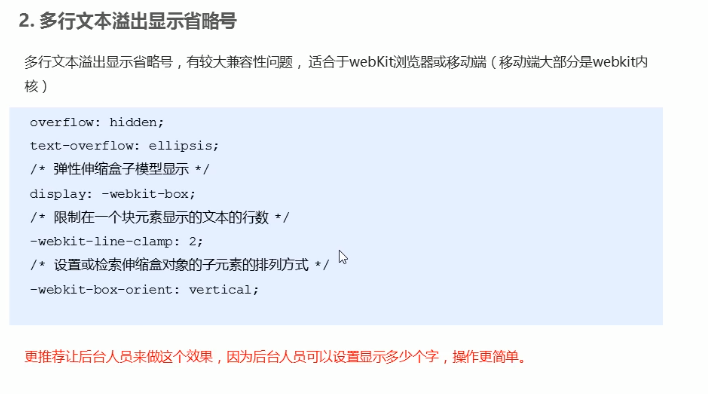 2. 多行文本溢出显示省略号
多行文本溢出显示省略号，有较大兼容性问题， 适合于webKit浏览器或移动端（移动端大部分是webkit内
核）
overflow: hidden;
text-overflow: ellipsis;
/* 弹性伸缩盒子模型显示 */
display: -webkit-box;
/* 限制在一个块元素显示的文本的行数 */
-webkit-line-clamp: 2;
/* 设置或检索伸缩盒对象的子元素的排列方式 */
-webkit-box-orient: vertical;
更推荐让后台人员来做这个效果，因为后台人员可以设置显示多少个字，操作更简单。